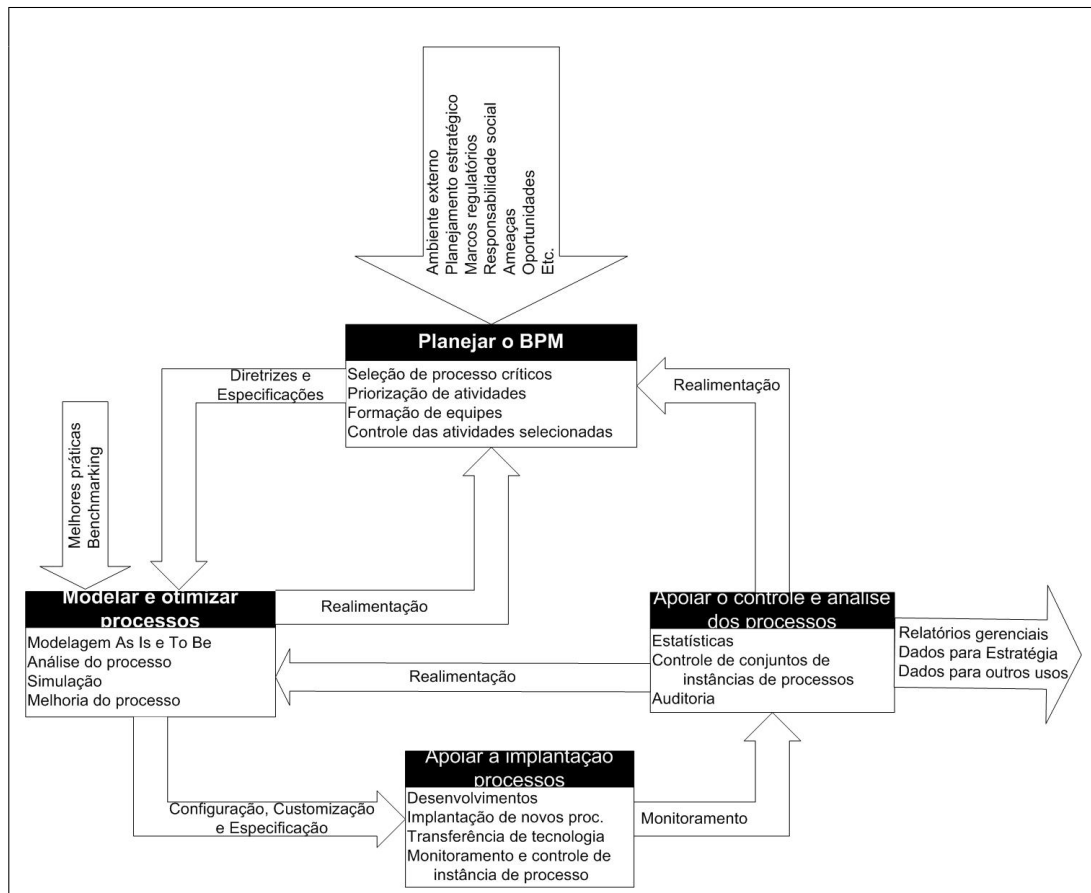 Ambiente externo
Planejamento estratégico
Marcos regulatórios
Responsabilidade social
Ameaças
Oportunidades
Etc.
Planejar o BPM
Seleção de processo críticos
Priorização de atividades
Formação de equipes
Controle das atividades selecionadas
Diretrizes e
Especificações
Realimentação
Melhores práticas
Benchmarking
Modelar e otimizar
processos
Modelagem As Is e To Be
Análise do processo
Simulação
Melhoria do processo
Realimentação
Realimentação
Apoiar o controle e análise
dos processos
Estatísticas
Controle de conjuntos de
instâncias de processos
Auditoria
Relatórios gerenciais
Dados para Estratégia
Dados para outros usos
Configuração, Customização
e Especificação
Apoiar a implantação
processos
Desenvolvimentos
Implantação de novos proc.
Transferência de tecnologia
Monitoramento e controle de
instância de processo
Monitoramento